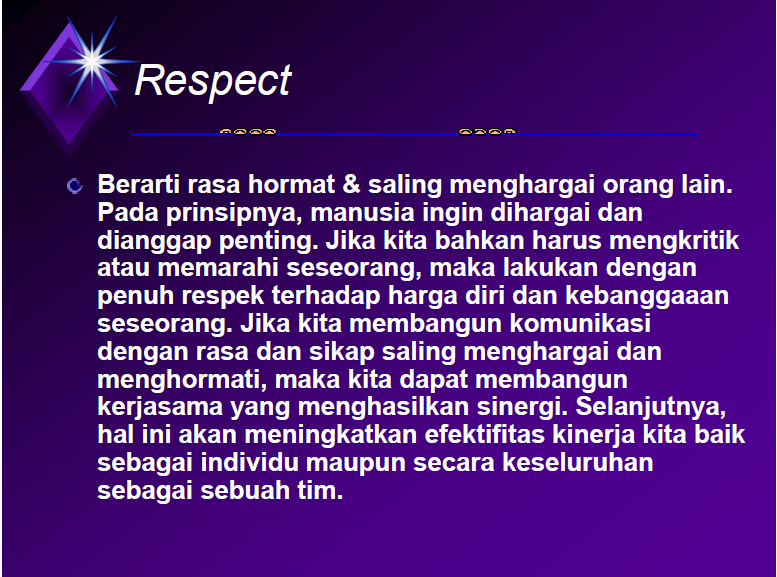 Respect
Berarti rasa hormat & saling menghargai orang lain.
Pada prinsipnya, manusia ingin dihargai dan
dianggap penting. Jika kita bahkan harus mengkritik
atau memarahi seseorang, maka lakukan dengan
penuh respek terhadap harga diri dan kebanggaaan
seseorang. Jika kita membangun komunikasi
dengan rasa dan sikap saling menghargai dan
menghormati, maka kita dapat membangun
kerjasama yang menghasilkan sinergi. Selanjutnya,
hal ini akan meningkatkan efektifitas kinerja kita baik
sebagai individu maupun secara keseluruhan
sebagai sebuah tim.